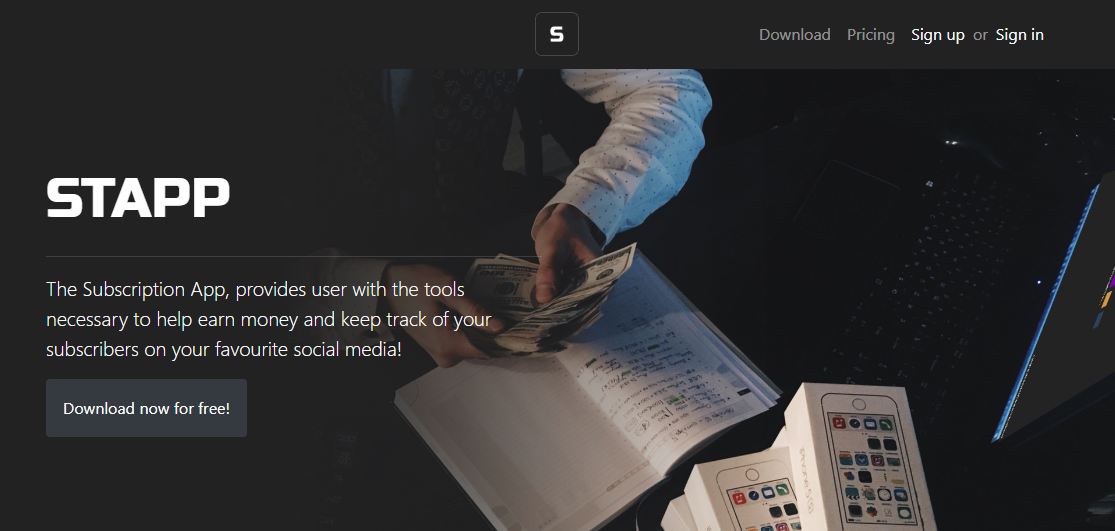 S
Download Pricing Sign up or Sign in
STAPP
The Subscription App, provides user with the tools
necessary to help earn money and keep track of your
subscribers on your favourite social media!
Download now for free!